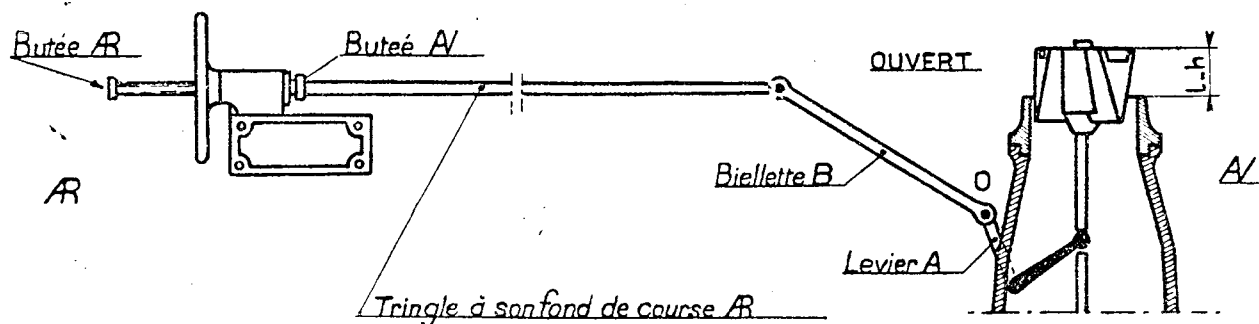 Butée AR
Buteé AV
OUVERT
L-h
AR
Biellette B
O
AV
Levier A
Tringle à son fond de course AR